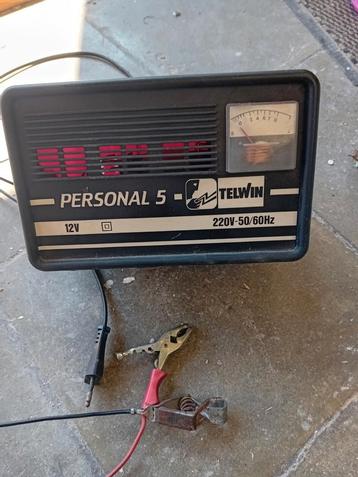 PERSONAL 5
TELWIN
12V
220V-50/60Hz